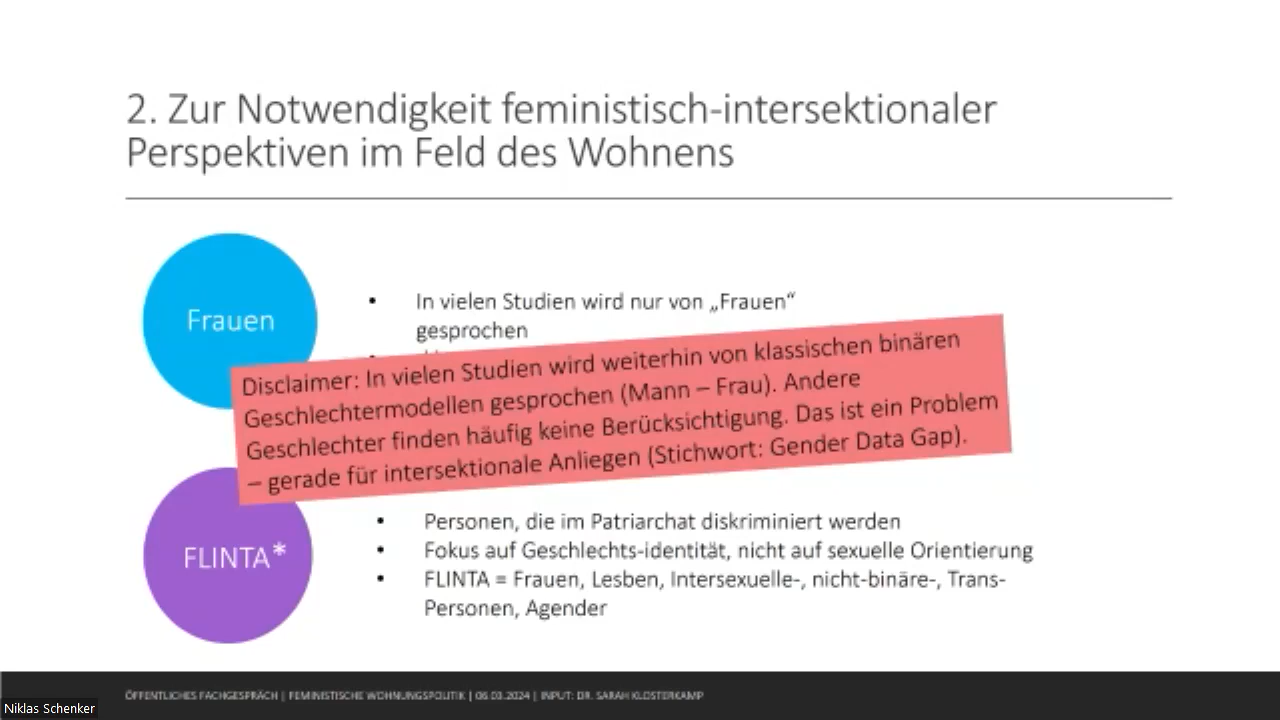 2. Zur Notwendigkeit feministisch-intersektionaler
Perspektiven im Feld des Wohnens
Frauen
• In vielen Studien wird nur von „Frauen“
gesprochen
Disclaimer: In vielen Studien wird weiterhin von klassischen binären
Geschlechtermodellen gesprochen (Mann – Frau). Andere
Geschlechter finden häufig keine Berücksichtigung. Das ist ein Problem
– gerade für intersektionale Anliegen (Stichwort: Gender Data Gap).
FLINTA*
• Personen, die im Patriarchat diskriminiert werden
• Fokus auf Geschlechts-identität, nicht auf sexuelle Orientierung
• FLINTA = Frauen, Lesben, Intersexuelle-, nicht-binäre-, Trans-
Personen, Agender
ÖFFENTLICHES FACHGESPRÄCH | FEMINISTISCHE WOHNUNGSPOLITIK | 06.03.2024 | INPUT: DR. SARAH KLOSTERKAMP
Niklas Schenker